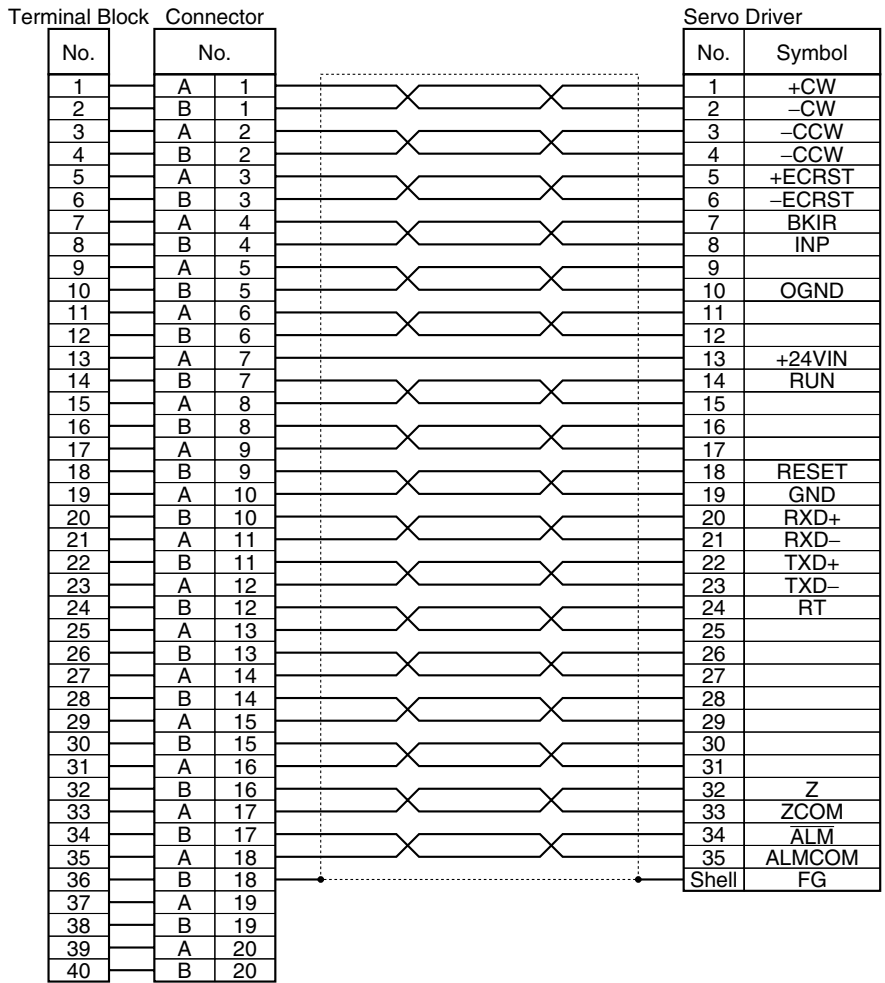 Terminal Block Connector Servo Driver
No. No. No. Symbol
1 A 1 1 +CW
2 B 1 2 −CW
3 A 2 3 −CCW
4 B 2 4 −CCW
5 A 3 5 +ECRST
6 B 3 6 −ECRST
7 A 4 7 BKIR
8 B 4 8 INP
9 A 5 9
10 B 5 10 OGND
11 A 6 11
12 B 6 12
13 A 7 13 +24VIN
14 B 7 14 RUN
15 A 8 15
16 B 8 16
17 A 9 17
18 B 9 18 RESET
19 A 10 19 GND
20 B 10 20 RXD+
21 A 11 21 RXD−
22 B 11 22 TXD+
23 A 12 23 TXD−
24 B 12 24 RT
25 A 13 25
26 B 13 26
27 A 14 27
28 B 14 28
29 A 15 29
30 B 15 30
31 A 16 31
32 B 16 32 Z
33 A 17 33 ZCOM
34 B 17 34 A̅L̅M̅
35 A 18 35 ALMCOM
36 B 18 Shell FG
37 A 19
38 B 19
39 A 20
40 B 20